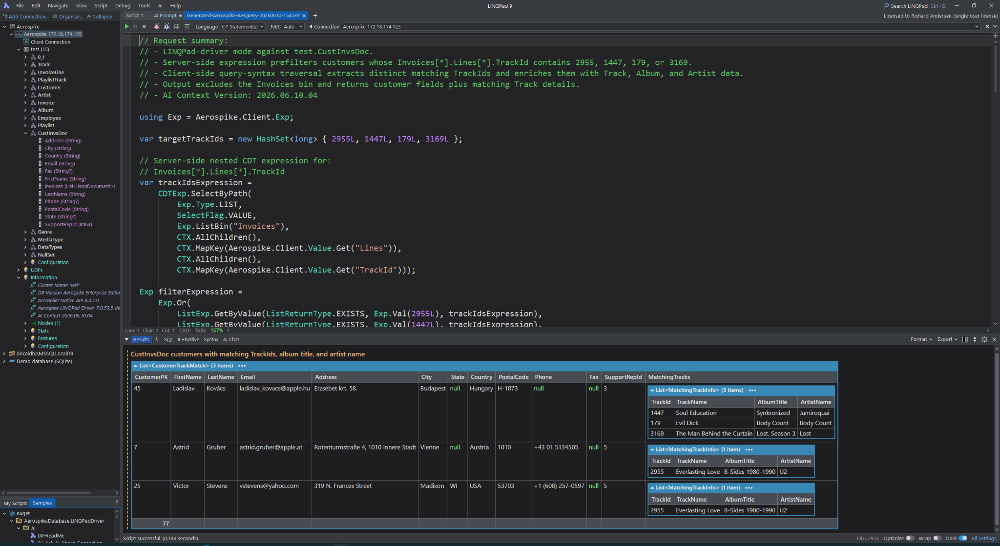 File Edit Navigate View Script Debug Tools AI Help
LINQPad 9
Search LINQPad Ctrl+Q
Add Connection... Organize... Collapse
Script 1 AI Prompt Generated-Aerospike-AI-Query-20260610-154539
Licensed to Richard Andersen (single-user license)
Language C# Statement(s) .NET Auto Connection Aerospike 172.18.174.125
Aerospike
Aerospike 172.18.174.125
Client Connection
test (15)
0_1
Track
InvoiceLine
PlaylistTrack
Customer
Artist
Invoice
Album
Employee
Playlist
CustInvsDoc
Address (String)
City (String)
Country (String)
Email (String)
Fax (String?)
FirstName (String)
Invoices (List<JsonDocument>)
LastName (String)
Phone (String?)
PostalCode (String)
State (String?)
SupportRepId (Int64)
Genre
MediaType
DataTypes
NullSet
Configuration
UDFs
Information
Cluster Name "wsl"
DB Version Aerospike Enterprise Editio
Aerospike Native API 8.4.1.0
Aerospike LINQPad Driver 7.0.53.5 de
AI Context 2026.06.10.04
Nodes (1)
Stats
Features
Configuration
(localdb)\MSSQLLocalDB
Demo database (SQLite)
My Scripts Samples
nuget
Aerospike.Database.LINQPadDriver
AI
00-ReadMe
01-Ask AI About Connection
// Request summary:
// - LINQPad-driver mode against test.CustInvsDoc.
// - Server-side expression prefilters customers whose Invoices[*].Lines[*].TrackId contains 2955, 1447, 179, or 3169.
// - Client-side query-syntax traversal extracts distinct matching TrackIds and enriches them with Track, Album, and Artist data.
// - Output excludes the Invoices bin and returns customer fields plus matching Track details.
// - AI Context Version: 2026.06.10.04
using Exp = Aerospike.Client.Exp;
var targetTrackIds = new HashSet<long> { 2955L, 1447L, 179L, 3169L };
// Server-side nested CDT expression for:
// Invoices[*].Lines[*].TrackId
var trackIdsExpression =
CDTExp.SelectByPath(
Exp.Type.LIST,
SelectFlag.VALUE,
Exp.ListBin("Invoices"),
CTX.AllChildren(),
CTX.MapKey(Aerospike.Client.Value.Get("Lines")),
CTX.AllChildren(),
CTX.MapKey(Aerospike.Client.Value.Get("TrackId")));
Exp filterExpression =
Exp.Or(
ListExp.GetByValue(ListReturnType.EXISTS, Exp.Val(2955L), trackIdsExpression),
ListExp.GetByValue(ListReturnType.EXISTS, Exp.Val(1447L), trackIdsExpression),
Line: 1 Char: 1 Col: 1 CRLF TABS 157%
Results λ SQL IL+Native Syntax AI Chat
Format Export
CustInvsDoc customers with matching TrackIds, album title, and artist name
List<CustomerTrackMatch> (3 items) •••
CustomerPK FirstName LastName Email Address City State Country PostalCode Phone Fax SupportRepId MatchingTracks
45 Ladislav Kovács ladislav_kovacs@apple.hu Erzsébet krt. 58. Budapest null Hungary H-1073 null null 3
List<MatchingTrackInfo> (3 items) •••
TrackId TrackName AlbumTitle ArtistName
1447 Soul Education Synkronized Jamiroquai
179 Evil Dick Body Count Body Count
3169 The Man Behind the Curtain Lost, Season 3 Lost
7 Astrid Gruber astrid.gruber@apple.at Rotenturmstraße 4, 1010 Innere Stadt Vienne null Austria 1010 +43 01 5134505 null 5
List<MatchingTrackInfo> (1 item) •••
TrackId TrackName AlbumTitle ArtistName
2955 Everlasting Love B-Sides 1980-1990 U2
25 Victor Stevens vstevens@yahoo.com 319 N. Frances Street Madison WI USA 53703 +1 (608) 257-0597 null 5
List<MatchingTrackInfo> (1 item) •••
TrackId TrackName AlbumTitle ArtistName
2955 Everlasting Love B-Sides 1980-1990 U2
77
Script successful (0.184 seconds)
PID=2924 Optimize Wrap Dark All Settings